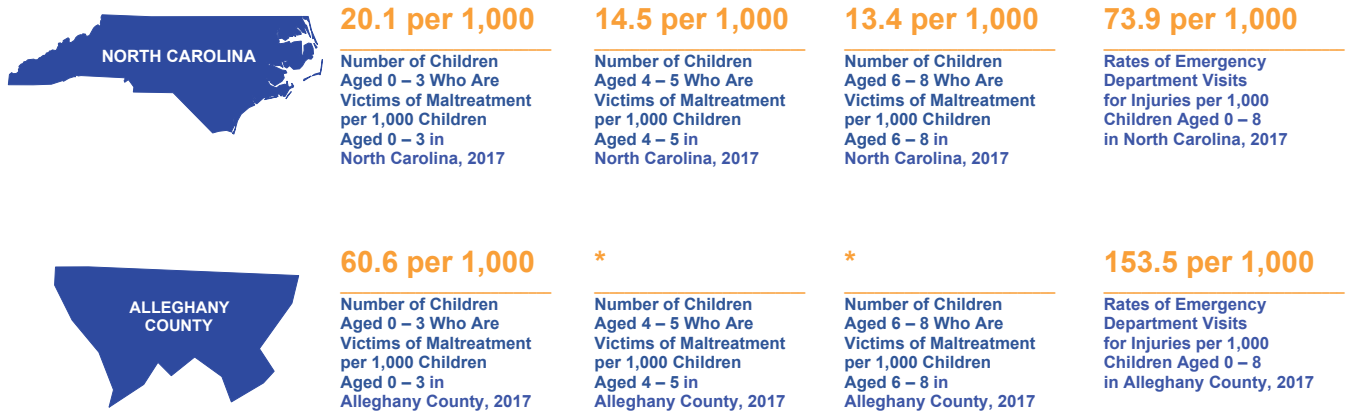 NORTH CAROLINA
20.1 per 1,000
Number of Children
Aged 0 – 3 Who Are
Victims of Maltreatment
per 1,000 Children
Aged 0 – 3 in
North Carolina, 2017
14.5 per 1,000
Number of Children
Aged 4 – 5 Who Are
Victims of Maltreatment
per 1,000 Children
Aged 4 – 5 in
North Carolina, 2017
13.4 per 1,000
Number of Children
Aged 6 – 8 Who Are
Victims of Maltreatment
per 1,000 Children
Aged 6 – 8 in
North Carolina, 2017
73.9 per 1,000
Rates of Emergency
Department Visits
for Injuries per 1,000
Children Aged 0 – 8
in North Carolina, 2017
ALLEGHANY
COUNTY
60.6 per 1,000
Number of Children
Aged 0 – 3 Who Are
Victims of Maltreatment
per 1,000 Children
Aged 0 – 3 in
Alleghany County, 2017
*
Number of Children
Aged 4 – 5 Who Are
Victims of Maltreatment
per 1,000 Children
Aged 4 – 5 in
Alleghany County, 2017
*
Number of Children
Aged 6 – 8 Who Are
Victims of Maltreatment
per 1,000 Children
Aged 6 – 8 in
Alleghany County, 2017
153.5 per 1,000
Rates of Emergency
Department Visits
for Injuries per 1,000
Children Aged 0 – 8
in Alleghany County, 2017